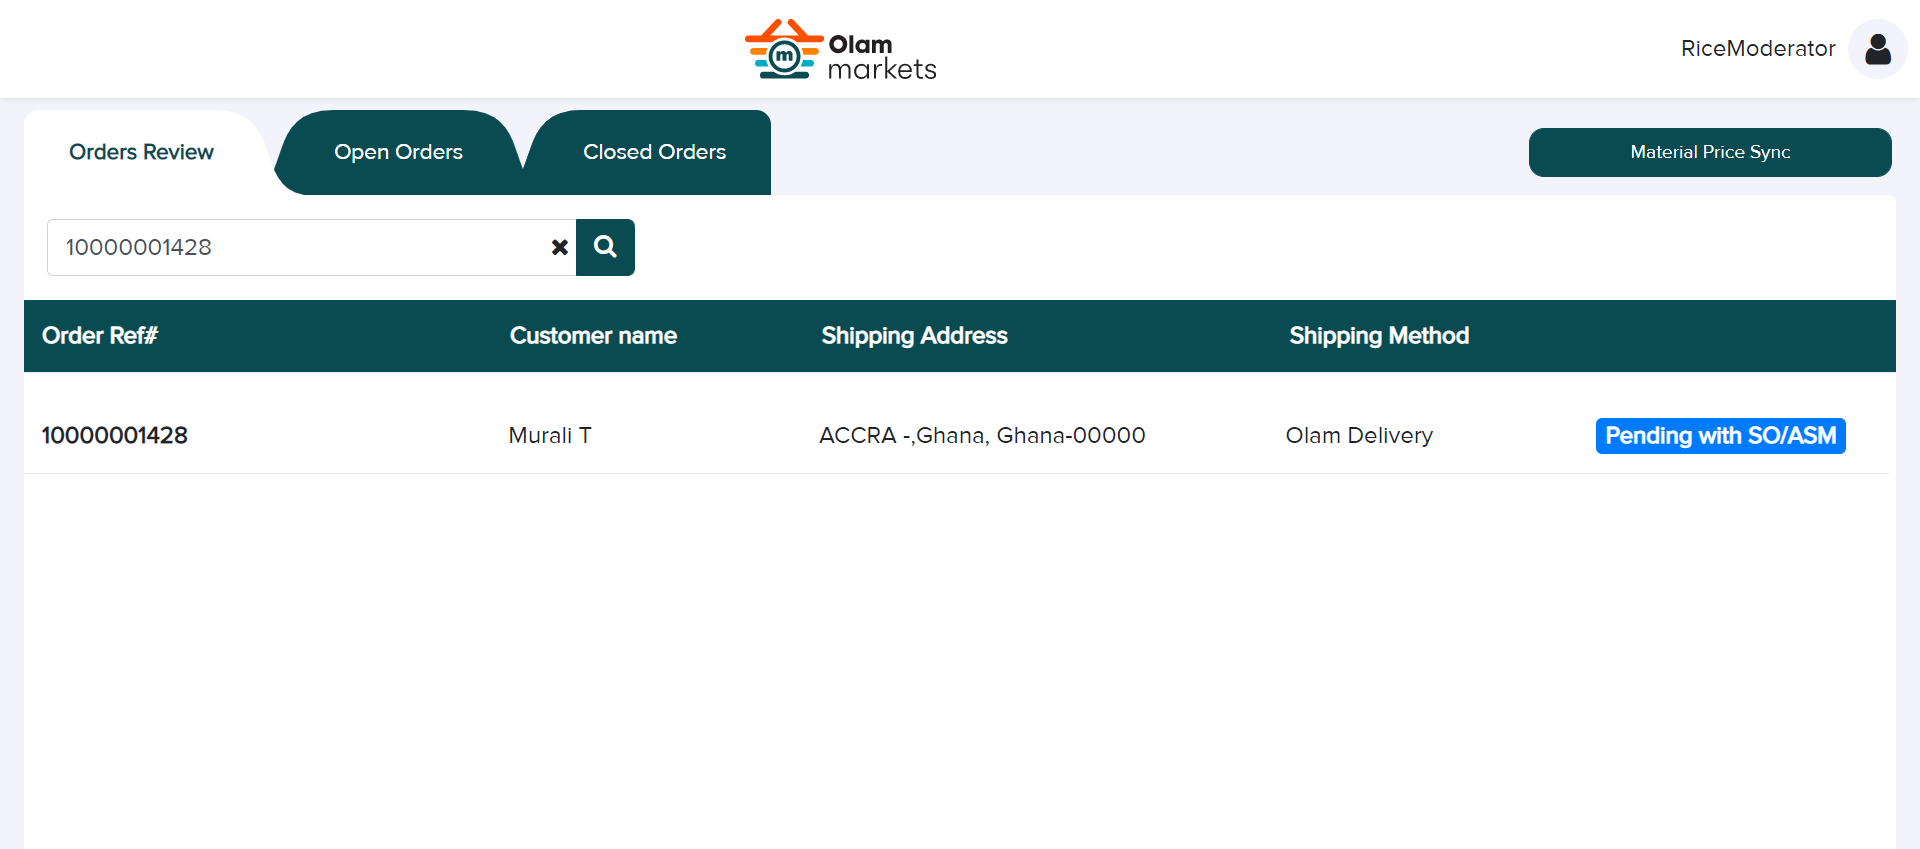 m
Olam
markets
RiceModerator
Orders Review
Open Orders
Closed Orders
Material Price Sync
10000001428
Order Ref#
Customer name
Shipping Address
Shipping Method
10000001428
Murali T
ACCRA -,Ghana, Ghana-00000
Olam Delivery
Pending with SO/ASM